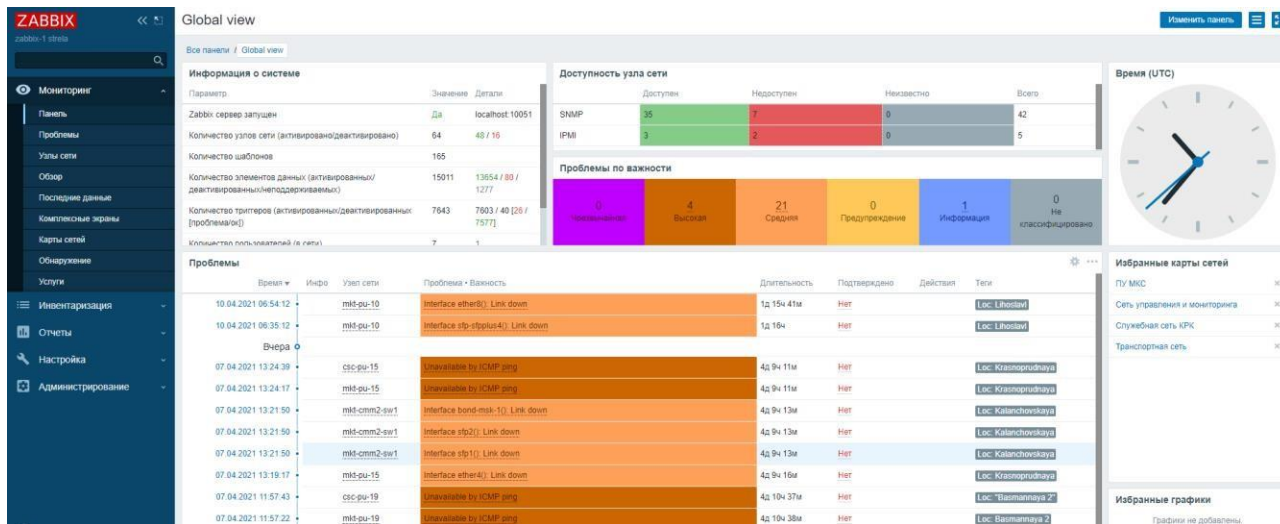 ZABBIX
zabbix-1 strela
Мониторинг
Панель
Проблемы
Узлы сети
Обзор
Последние данные
Комплексные экраны
Карты сетей
Обнаружение
Услуги
Инвентаризация
Отчеты
Настройка
Администрирование
Global view
Изменить панель
Все панели / Global view
Информация о системе
Параметр Значение Детали
Zabbix сервер запущен Да localhost:10051
Количество узлов сети (активировано/деактивировано) 64 48 / 16
Количество шаблонов 165
Количество элементов данных (активированных/ 15011 13654 / 80 /
деактивированных/неподдерживаемых) 1277
Количество триггеров (активированных/деактивированных 7643 7603 / 40 [26 /
[проблема/ок]) 7577]
Количество пользователей (в сети) 7 1
Доступность узла сети
Доступен Недоступен Неизвестно Всего
SNMP 35 7 0 42
IPMI 3 2 0 5
Проблемы по важности
0 4 21 0 1 0
Чрезвычайная Высокая Средняя Предупреждение Информация Не
классифицировано
Время (UTC)
Проблемы
Время Инфо Узел сети Проблема • Важность Длительность Подтверждено Действия Теги
10.04.2021 06:54:12 mkt-pu-10 Interface ether8(): Link down 1д 15ч 41м Нет Loc: Lihoslavl
10.04.2021 06:35:12 mkt-pu-10 Interface sfp-sfpplus4(): Link down 1д 16ч Нет Loc: Lihoslavl
Вчера
07.04.2021 13:24:39 csc-pu-15 Unavailable by ICMP ping 4д 9ч 11м Нет Loc: Krasnoprudnaya
07.04.2021 13:24:17 mkt-pu-15 Unavailable by ICMP ping 4д 9ч 11м Нет Loc: Krasnoprudnaya
07.04.2021 13:21:50 mkt-cmm2-sw1 Interface bond-msk-1(): Link down 4д 9ч 13м Нет Loc: Kalanchovskaya
07.04.2021 13:21:50 mkt-cmm2-sw1 Interface sfp2(): Link down 4д 9ч 13м Нет Loc: Kalanchovskaya
07.04.2021 13:21:50 mkt-cmm2-sw1 Interface sfp1(): Link down 4д 9ч 13м Нет Loc: Kalanchovskaya
07.04.2021 13:19:17 mkt-pu-15 Interface ether4(): Link down 4д 9ч 16м Нет Loc: Krasnoprudnaya
07.04.2021 11:57:43 csc-pu-19 Unavailable by ICMP ping 4д 10ч 37м Нет Loc: "Basmannaya 2"
07.04.2021 11:57:22 mkt-pu-19 Unavailable by ICMP ping 4д 10ч 38м Нет Loc: Basmannaya 2
Избранные карты сетей
ПУ МКС
Сеть управления и мониторинга
Служебная сеть КРК
Транспортная сеть
Избранные графики
Графики не добавлены.